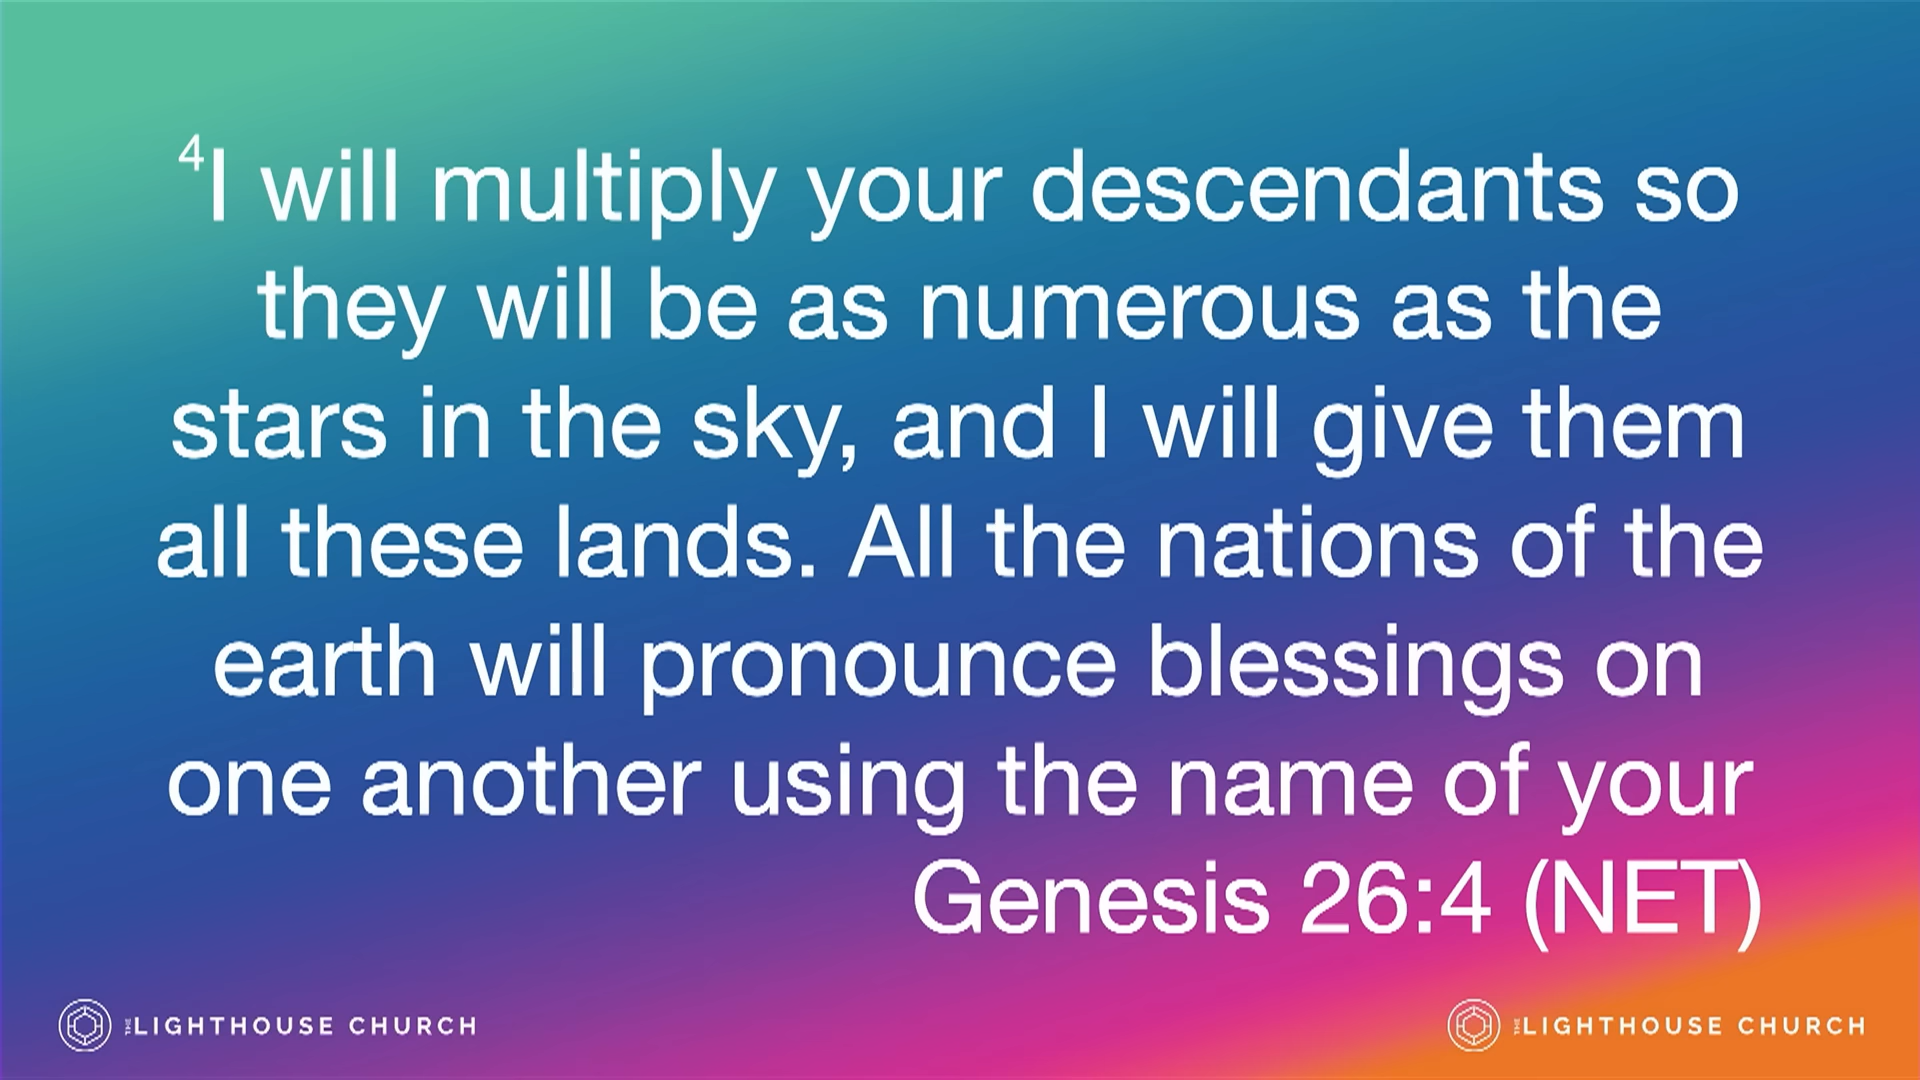 ⁴I will multiply your descendants so
they will be as numerous as the
stars in the sky, and I will give them
all these lands. All the nations of the
earth will pronounce blessings on
one another using the name of your
Genesis 26:4 (NET)
THE LIGHTHOUSE CHURCH
THE LIGHTHOUSE CHURCH